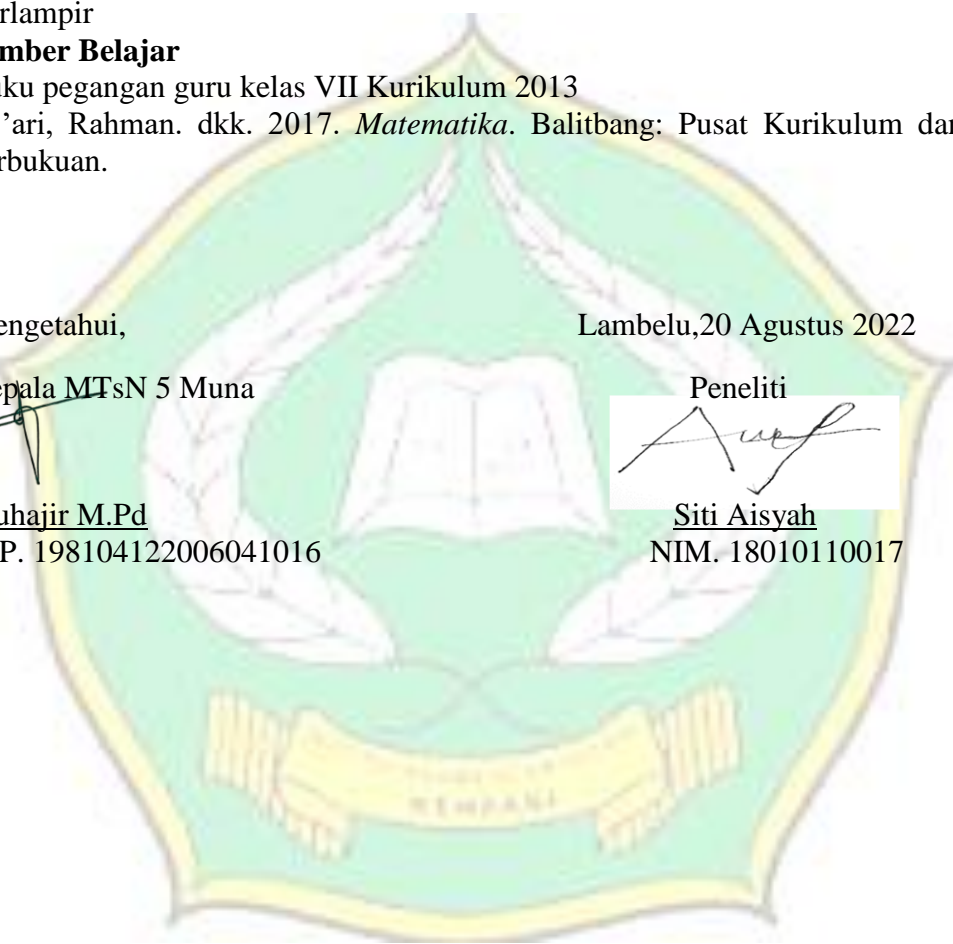 rlampir
mber Belajar
uku pegangan guru kelas VII Kurikulum 2013
'ari, Rahman. dkk. 2017. Matematika. Balitbang: Pusat Kurikulum dan
rbukuan.
engetahui, Lambelu,20 Agustus 2022
epala MTsN 5 Muna Peneliti
uhajir M.Pd Siti Aisyah
P. 198104122006041016 NIM. 18010110017